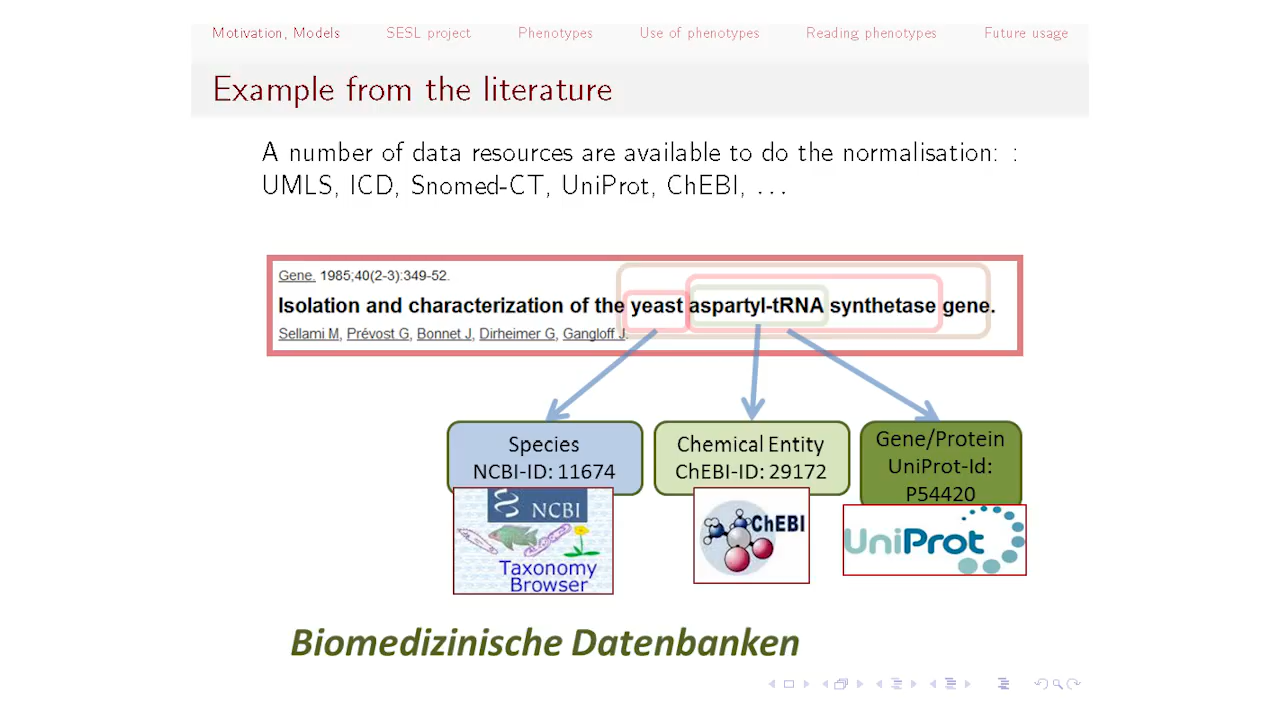 Motivation, Models SESL project Phenotypes Use of phenotypes Reading phenotypes Future usage
Example from the literature
A number of data resources are available to do the normalisation: :
UMLS, ICD, Snomed-CT, UniProt, ChEBI, ...
Gene. 1985;40(2-3):349-52.
Isolation and characterization of the yeast aspartyl-tRNA synthetase gene.
Sellami M, Prévost G, Bonnet J, Dirheimer G, Gangloff J.
Species
NCBI-ID: 11674
Chemical Entity
ChEBI-ID: 29172
Gene/Protein
UniProt-Id:
P54420
NCBI
Taxonomy
Browser
ChEBI
UniProt
Biomedizinische Datenbanken